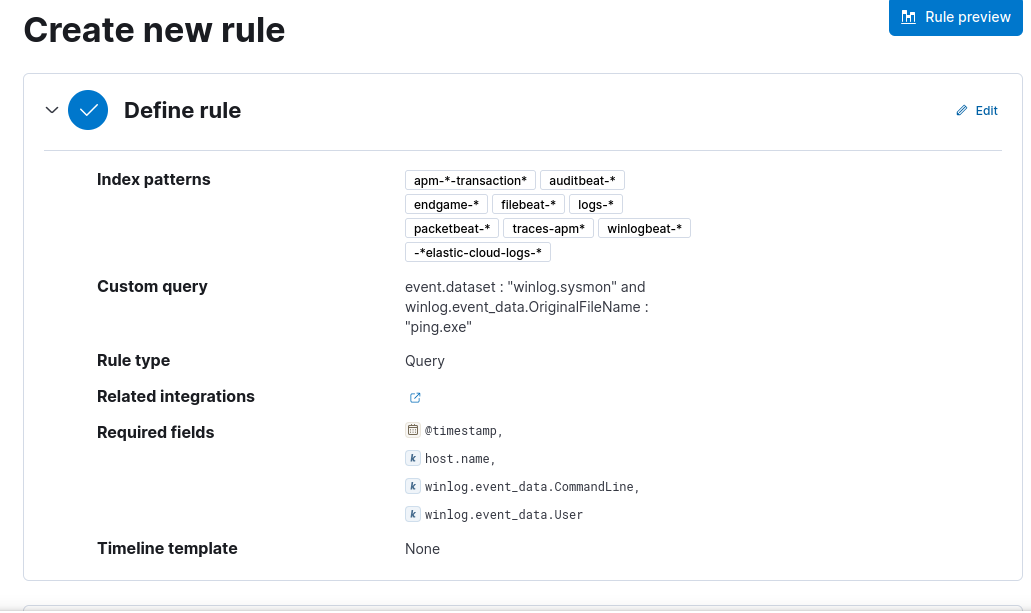 Create new rule
Rule preview
Define rule
Edit
Index patterns
apm-*-transaction* auditbeat-*
endgame-* filebeat-* logs-*
packetbeat-* traces-apm* winlogbeat-*
-*elastic-cloud-logs-*
Custom query
event.dataset : "winlog.sysmon" and
winlog.event_data.OriginalFileName :
"ping.exe"
Rule type
Query
Related integrations
Required fields
@timestamp,
k host.name,
k winlog.event_data.CommandLine,
k winlog.event_data.User
Timeline template
None